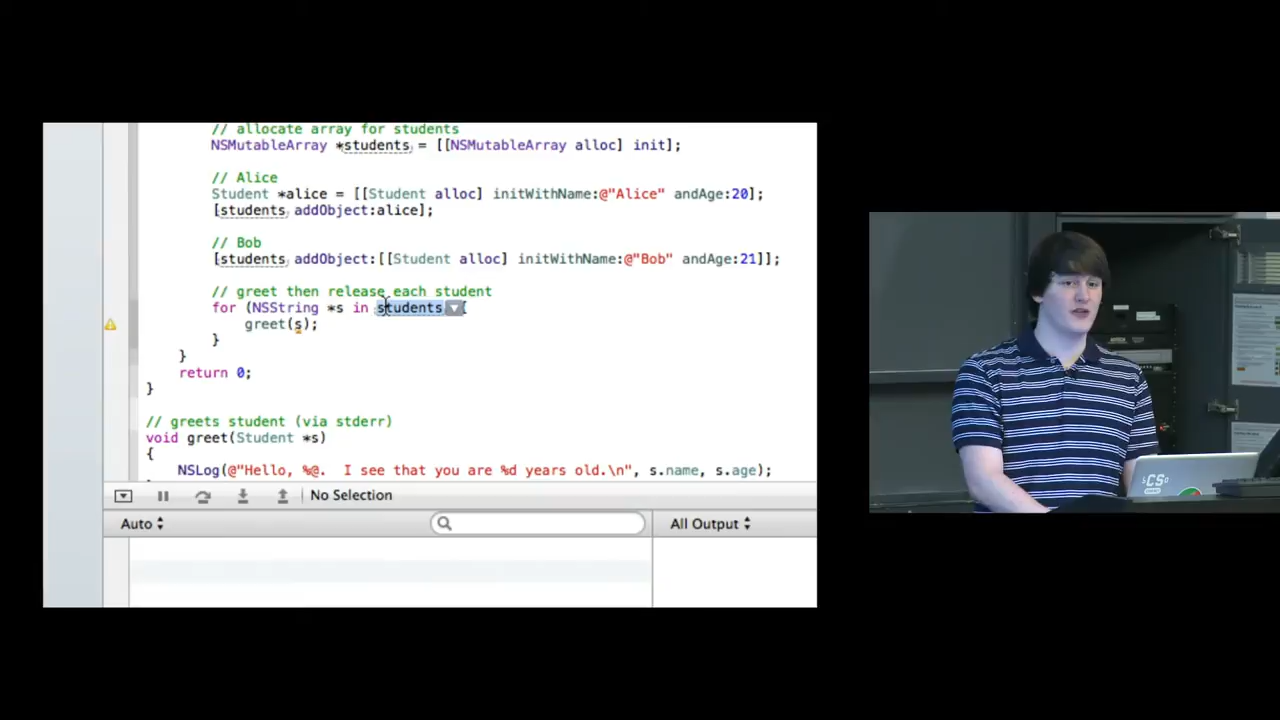 // allocate array for students
NSMutableArray *students = [[NSMutableArray alloc] init];
// Alice
Student *alice = [[Student alloc] initWithName:@"Alice" andAge:20];
[students addObject:alice];
// Bob
[students addObject:[[Student alloc] initWithName:@"Bob" andAge:21]];
// greet then release each student
for (NSString *s in students {
greet(s);
}
}
return 0;
}
// greets student (via stderr)
void greet(Student *s)
{
NSLog(@"Hello, %@.  I see that you are %d years old.\n", s.name, s.age);
No Selection
Auto
All Output
CS